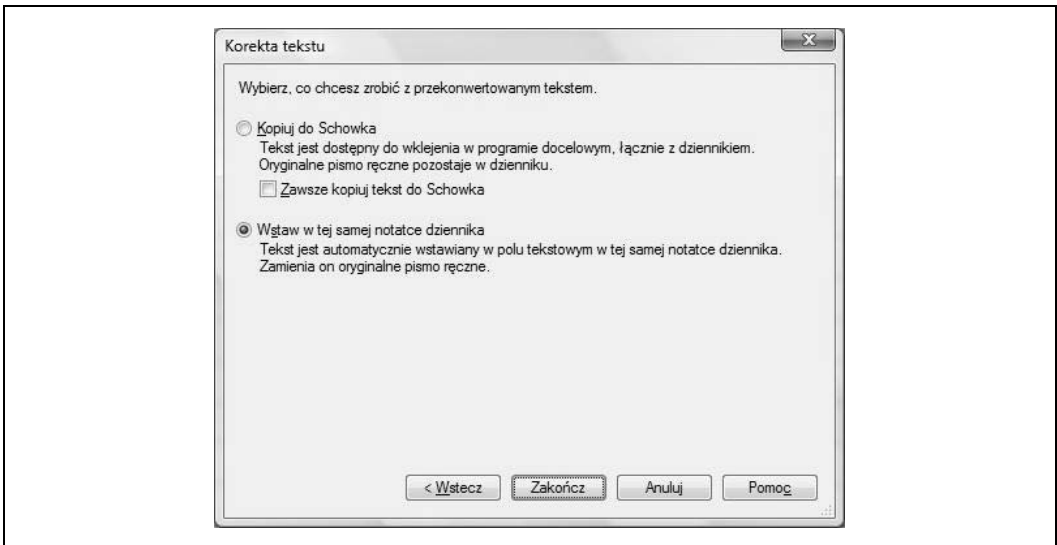 Korekta tekstu
Wybierz, co chcesz zrobić z przekonwertowanym tekstem.
Kopiuj do Schowka
Tekst jest dostępny do wklejenia w programie docelowym, łącznie z dziennikiem.
Oryginalne pismo ręczne pozostaje w dzienniku.
Zawsze kopiuj tekst do Schowka
Wstaw w tej samej notatce dziennika
Tekst jest automatycznie wstawiany w polu tekstowym w tej samej notatce dziennika.
Zamienia on oryginalne pismo ręczne.
< Wstecz Zakończ Anuluj Pomoc